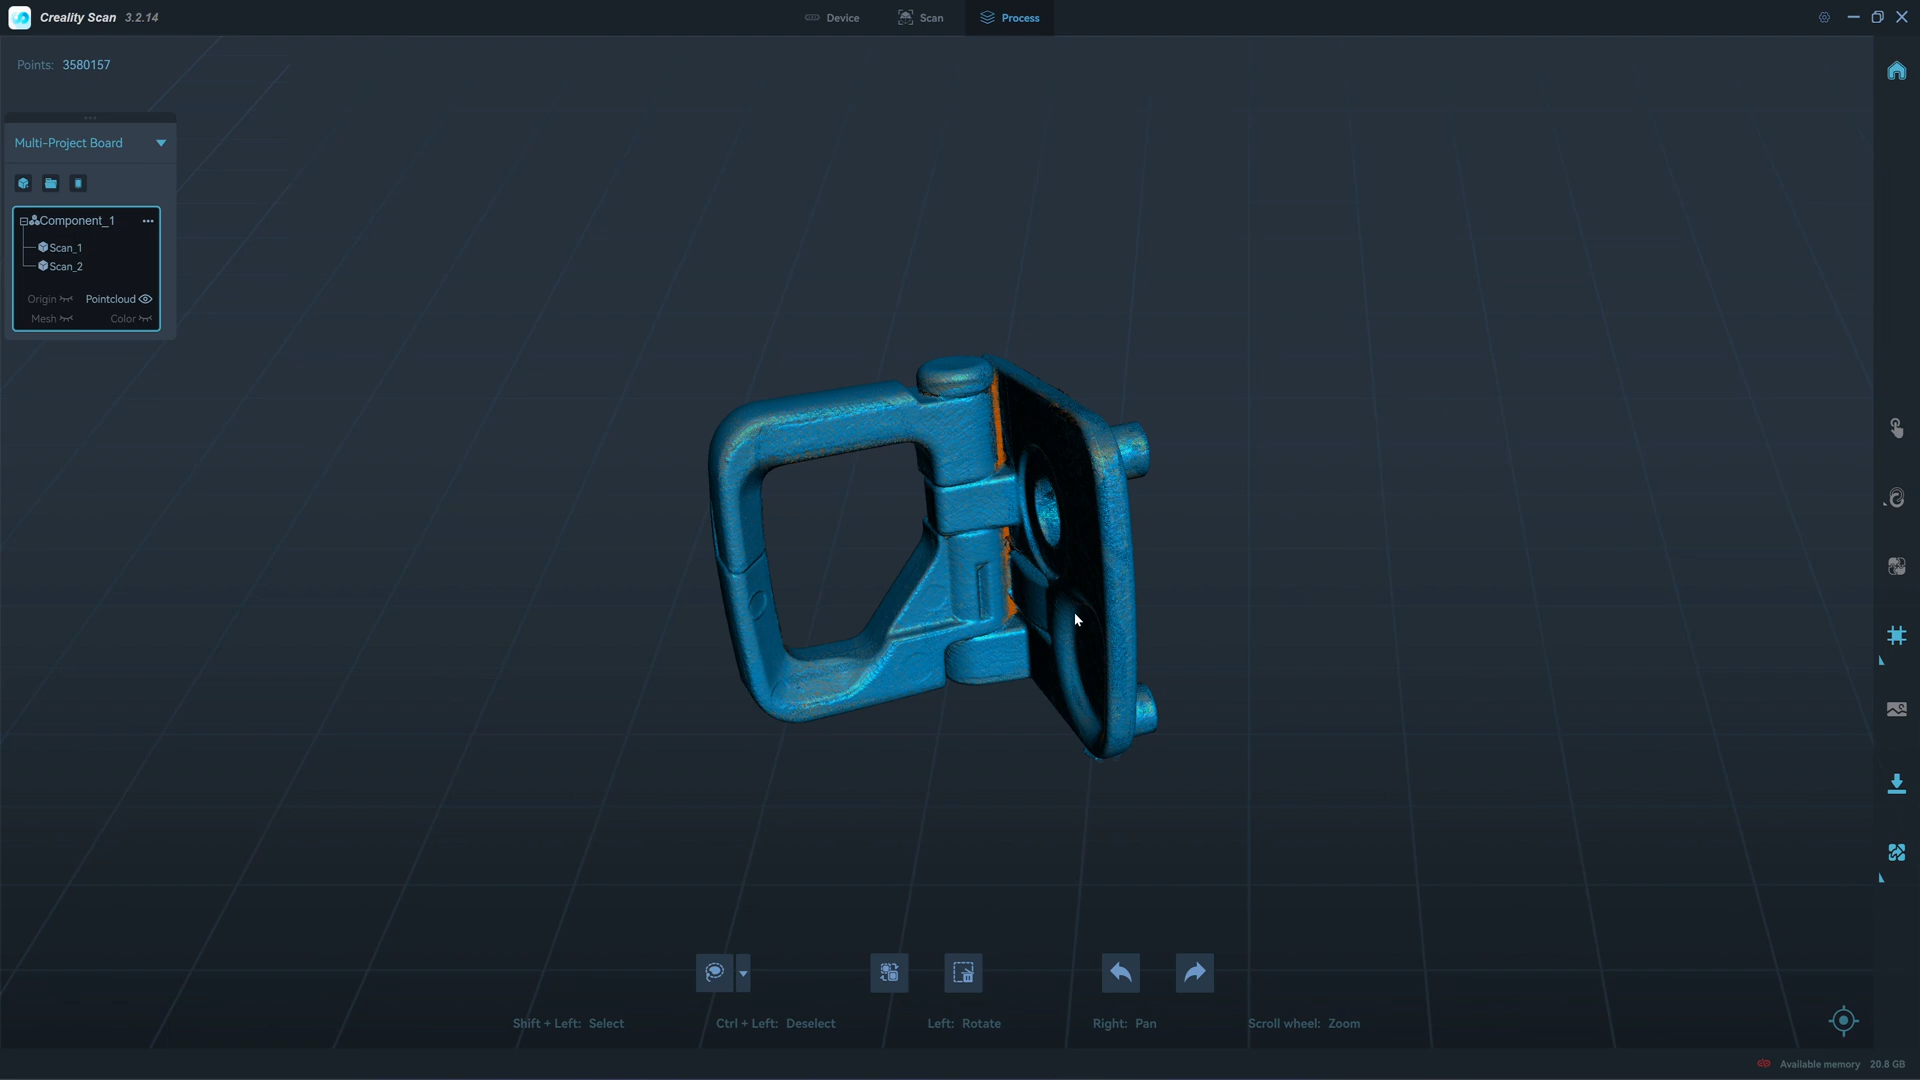 Creality Scan 3.2.14
Device
Scan
Process
Points: 3580157
Multi-Project Board
Component_1
Scan_1
Scan_2
Origin
Pointcloud
Mesh
Color
Shift + Left: Select
Ctrl + Left: Deselect
Left: Rotate
Right: Pan
Scroll wheel: Zoom
Available memory 20.8 GB